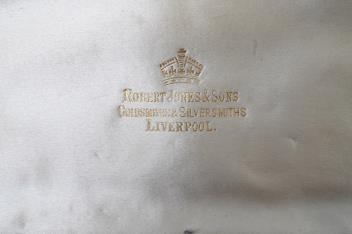 ROBERT JONES & SONS
GOLDSMITHS & SILVERSMITHS
LIVERPOOL.